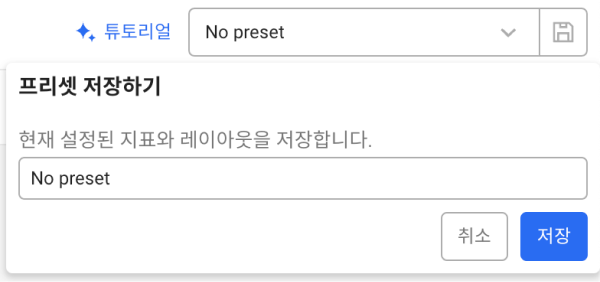 튜토리얼
No preset
프리셋 저장하기
현재 설정된 지표와 레이아웃을 저장합니다.
No preset
취소
저장